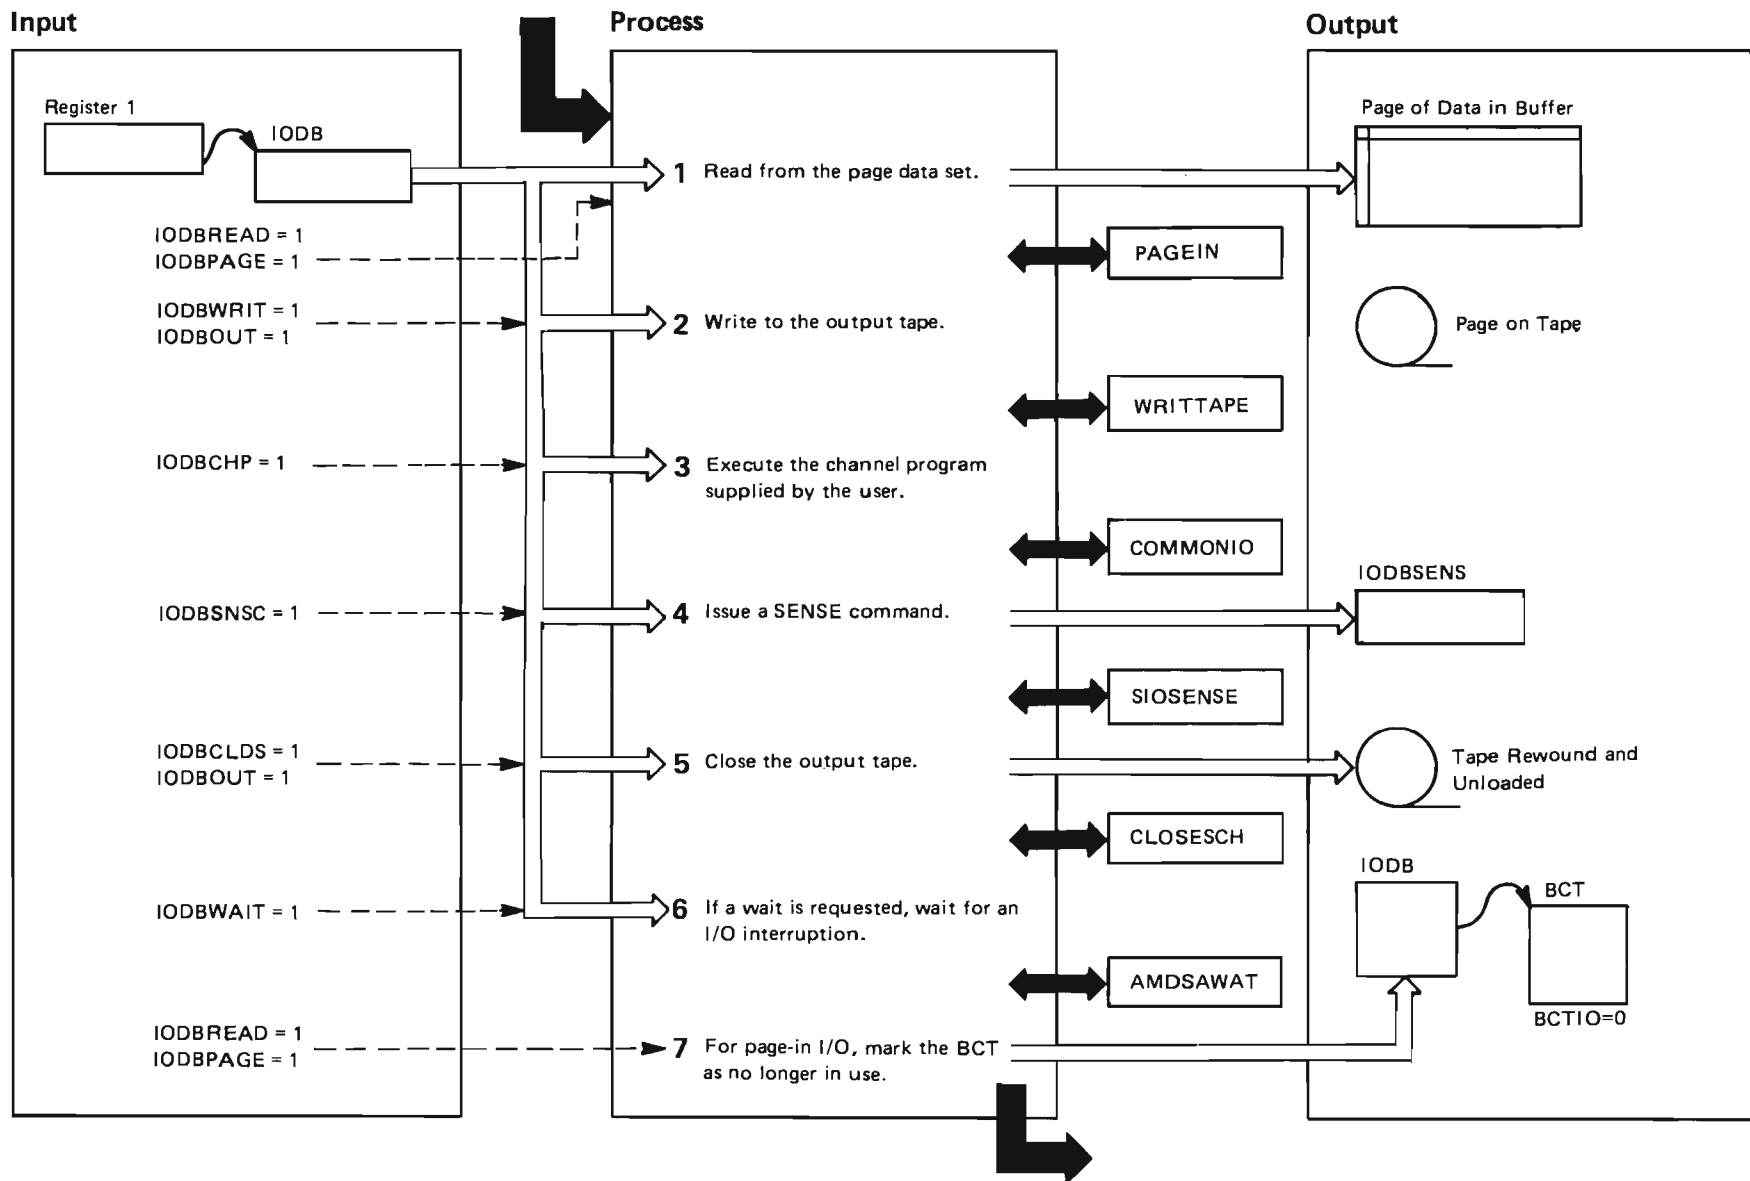 Input
Process
Output
Register 1
IODB
1 Read from the page data set.
Page of Data in Buffer
IODBREAD = 1
IODBPAGE = 1
PAGEIN
IODBWRIT = 1
IODBOUT = 1
2 Write to the output tape.
Page on Tape
WRITTAPE
IODBCHP = 1
3 Execute the channel program
supplied by the user.
COMMONIO
IODBSNSC = 1
4 Issue a SENSE command.
IODBSENS
SIOSENSE
IODBCLDS = 1
IODBOUT = 1
5 Close the output tape.
Tape Rewound and
Unloaded
CLOSESCH
IODBWAIT = 1
6 If a wait is requested, wait for an
I/O interruption.
IODB
BCT
AMDSAWAT
BCTIO=0
IODBREAD = 1
IODBPAGE = 1
7 For page-in I/O, mark the BCT
as no longer in use.